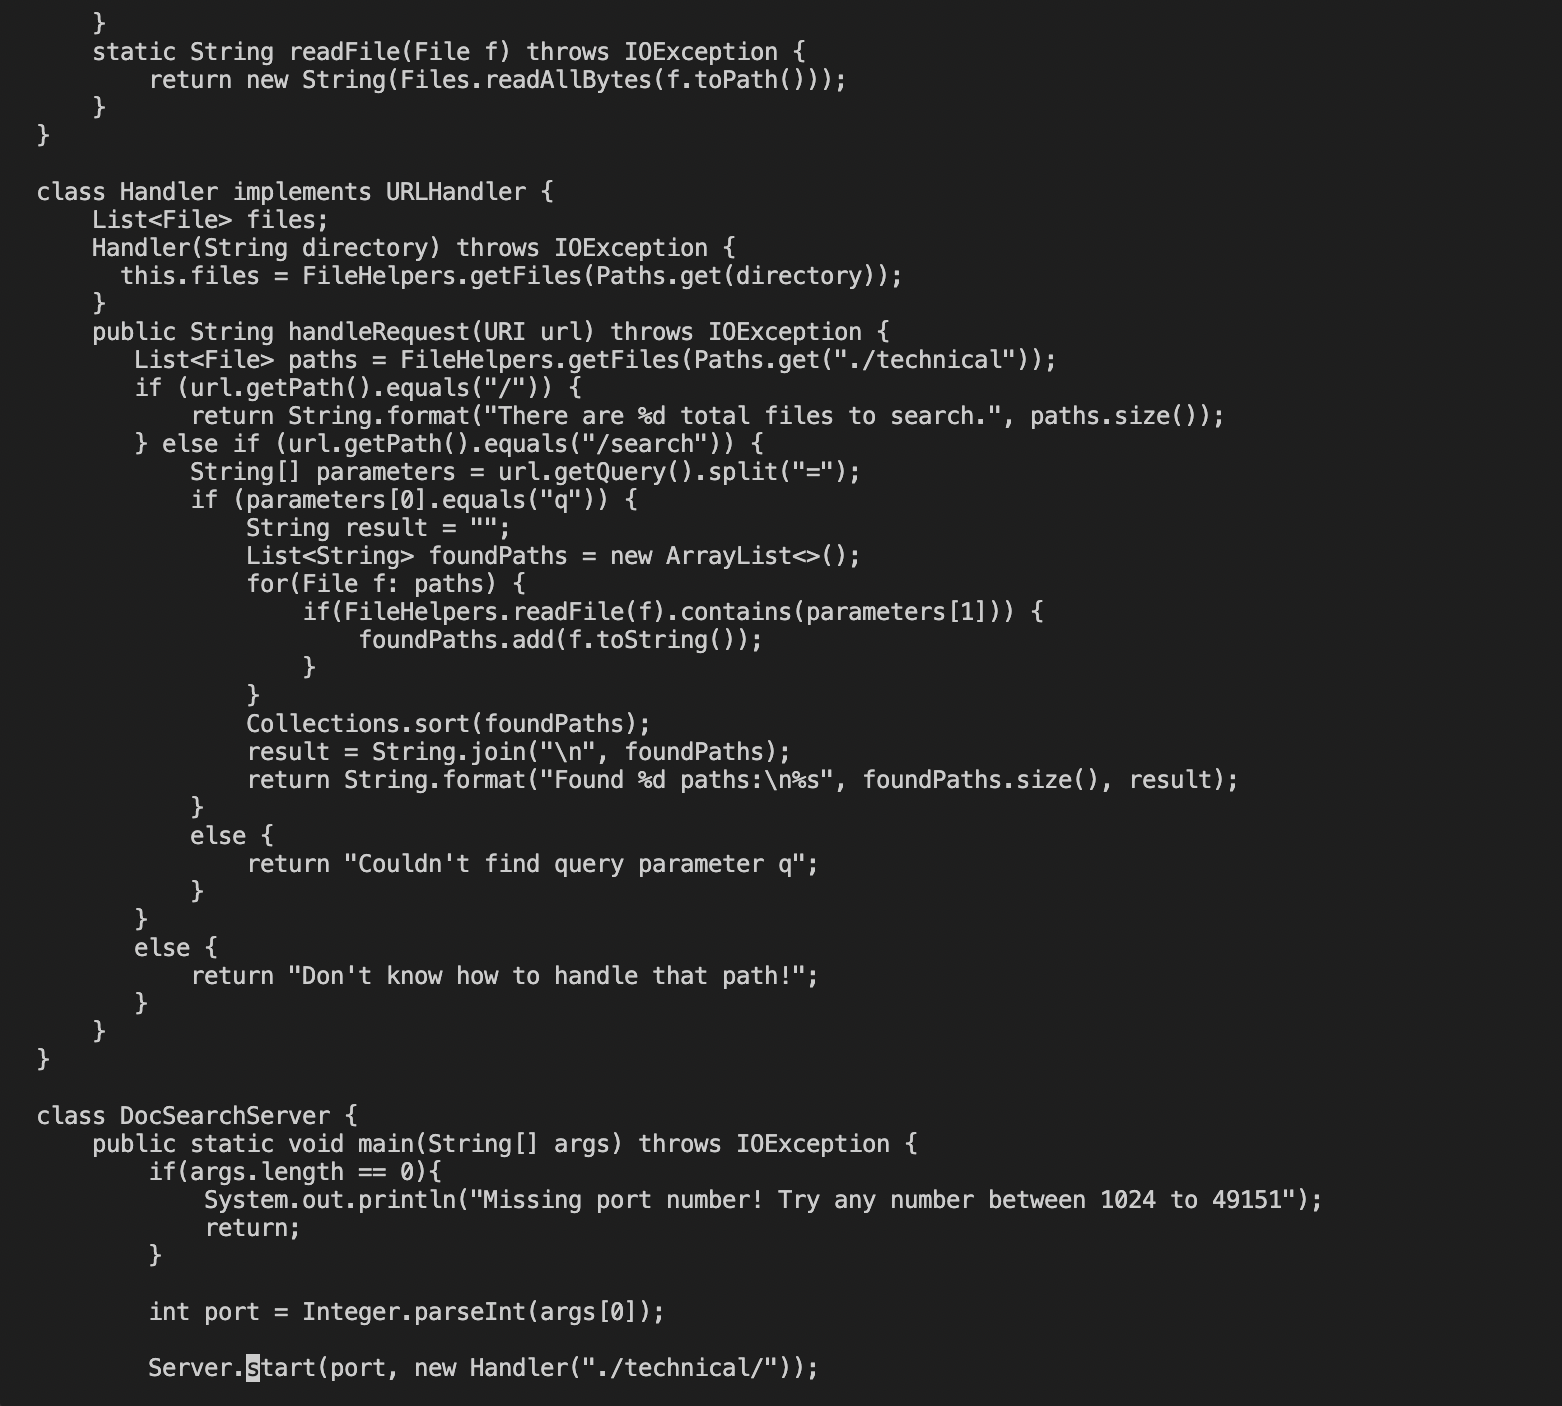 }
    static String readFile(File f) throws IOException {
        return new String(Files.readAllBytes(f.toPath()));
    }
}

class Handler implements URLHandler {
    List<File> files;
    Handler(String directory) throws IOException {
      this.files = FileHelpers.getFiles(Paths.get(directory));
    }
    public String handleRequest(URI url) throws IOException {
       List<File> paths = FileHelpers.getFiles(Paths.get("./technical"));
       if (url.getPath().equals("/")) {
           return String.format("There are %d total files to search.", paths.size());
       } else if (url.getPath().equals("/search")) {
           String[] parameters = url.getQuery().split("=");
           if (parameters[0].equals("q")) {
               String result = "";
               List<String> foundPaths = new ArrayList<>();
               for(File f: paths) {
                   if(FileHelpers.readFile(f).contains(parameters[1])) {
                       foundPaths.add(f.toString());
                   }
               }
               Collections.sort(foundPaths);
               result = String.join("\n", foundPaths);
               return String.format("Found %d paths:\n%s", foundPaths.size(), result);
           }
           else {
               return "Couldn't find query parameter q";
           }
       }
       else {
           return "Don't know how to handle that path!";
       }
    }
}

class DocSearchServer {
    public static void main(String[] args) throws IOException {
        if(args.length == 0){
            System.out.println("Missing port number! Try any number between 1024 to 49151");
            return;
        }

        int port = Integer.parseInt(args[0]);

        Server.start(port, new Handler("./technical/"));